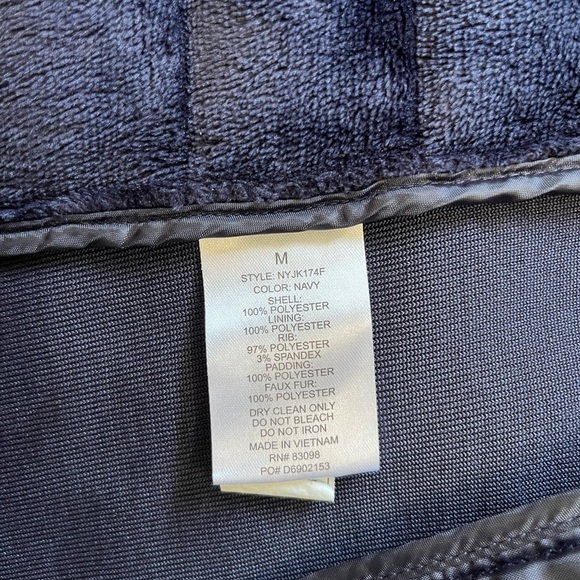 M
STYLE: NYJK174F
COLOR: NAVY
SHELL:
100% POLYESTER
LINING:
100% POLYESTER
RIB:
97% POLYESTER
3% SPANDEX
PADDING:
100% POLYESTER
FAUX FUR:
100% POLYESTER
DRY CLEAN ONLY
DO NOT BLEACH
DO NOT IRON
MADE IN VIETNAM
RN# 83098
PO# D6902153